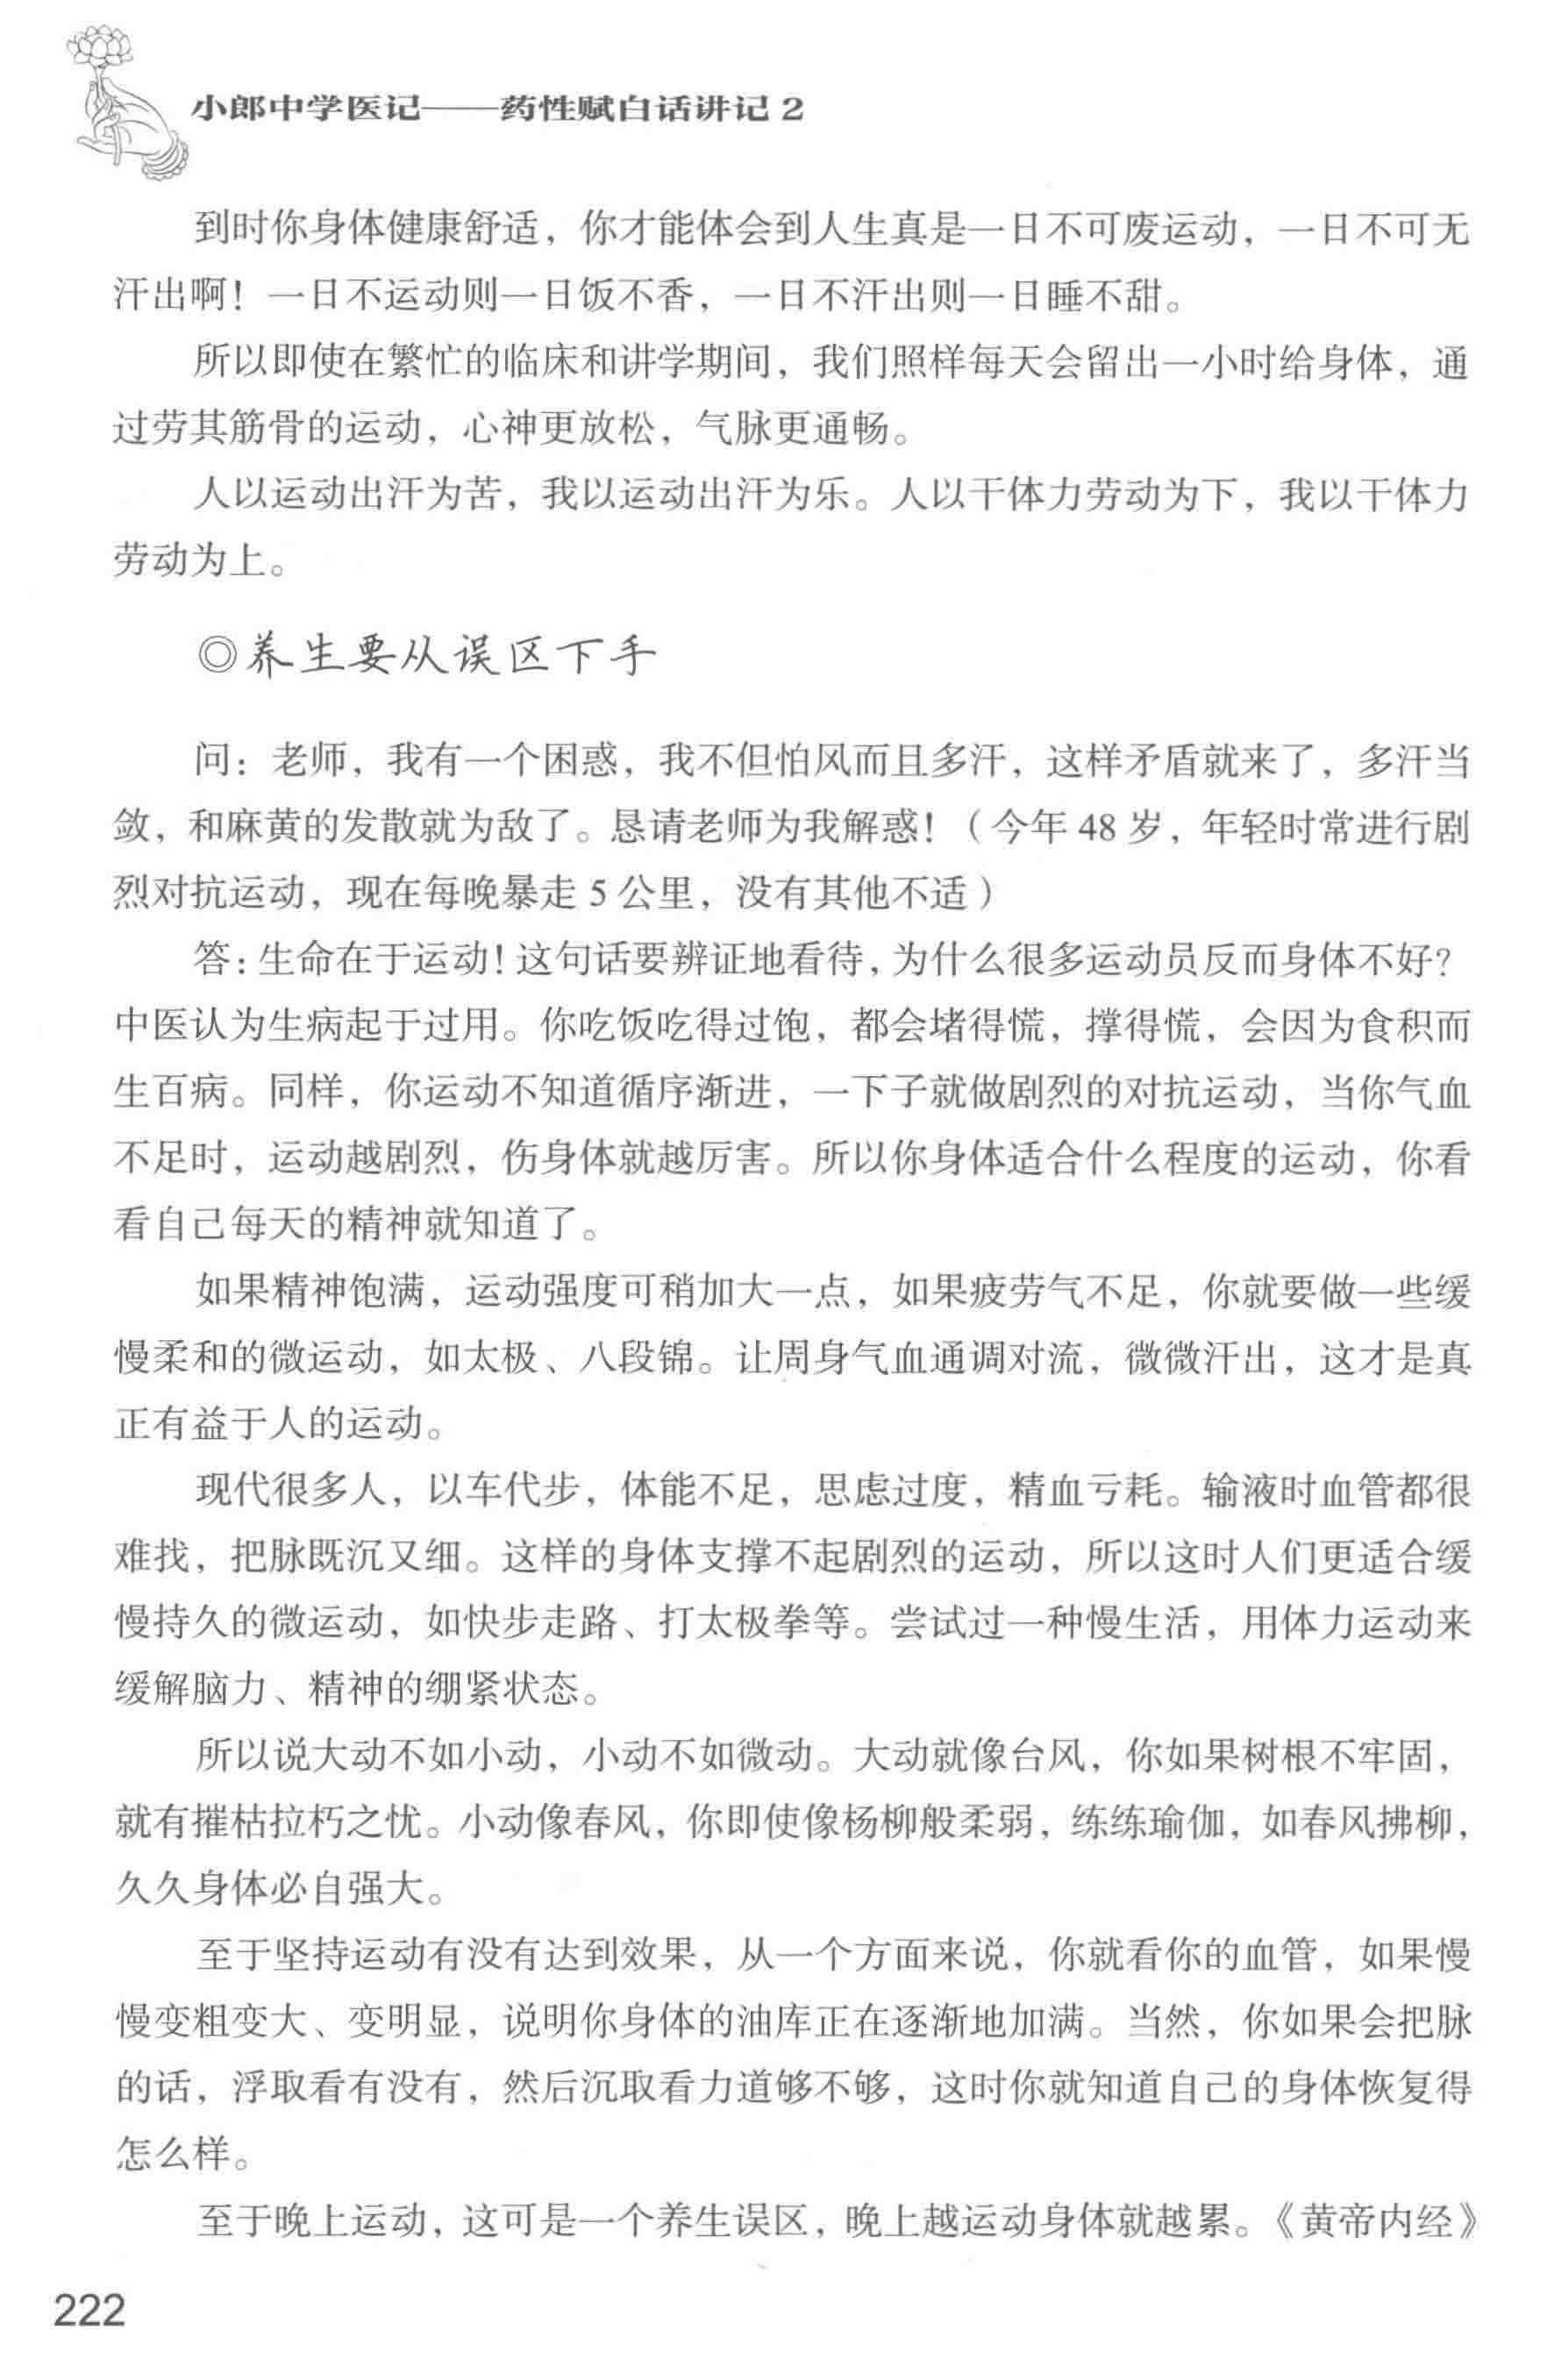 小郎中学医记——药性赋白话讲记 2
到时你身体健康舒适，你才能体会到人生真是一日不可废运动，一日不可无
汗出啊！一日不运动则一日饭不香，一日不汗出则一日睡不甜。
所以即使在繁忙的临床和讲学期间，我们照样每天会留出一小时给身体，通
过劳其筋骨的运动，心神更放松，气脉更通畅。
人以运动出汗为苦，我以运动出汗为乐。人以干体力劳动为下，我以干体力
劳动为上。
◎养生要从误区下手
问：老师，我有一个困惑，我不但怕风而且多汗，这样矛盾就来了，多汗当
敛，和麻黄的发散就为敌了。恳请老师为我解惑！（今年 48 岁，年轻时常进行剧
烈对抗运动，现在每晚暴走 5 公里，没有其他不适）
答：生命在于运动！这句话要辨证地看待，为什么很多运动员反而身体不好？
中医认为生病起于过用。你吃饭吃得过饱，都会堵得慌，撑得慌，会因为食积而
生百病。同样，你运动不知道循序渐进，一下子就做剧烈的对抗运动，当你气血
不足时，运动越剧烈，伤身体就越厉害。所以你身体适合什么程度的运动，你看
看自己每天的精神就知道了。
如果精神饱满，运动强度可稍加大一点，如果疲劳气不足，你就要做一些缓
慢柔和的微运动，如太极、八段锦。让周身气血通调对流，微微汗出，这才是真
正有益于人的运动。
现代很多人，以车代步，体能不足，思虑过度，精血亏耗。输液时血管都很
难找，把脉既沉又细。这样的身体支撑不起剧烈的运动，所以这时人们更适合缓
慢持久的微运动，如快步走路、打太极拳等。尝试过一种慢生活，用体力运动来
缓解脑力、精神的绷紧状态。
所以说大动不如小动，小动不如微动。大动就像台风，你如果树根不牢固，
就有摧枯拉朽之忧。小动像春风，你即使像杨柳般柔弱，练练瑜伽，如春风拂柳，
久久身体必自强大。
至于坚持运动有没有达到效果，从一个方面来说，你就看你的血管，如果慢
慢变粗变大、变明显，说明你身体的油库正在逐渐地加满。当然，你如果会把脉
的话，浮取看有没有，然后沉取看力道够不够，这时你就知道自己的身体恢复得
怎么样。
至于晚上运动，这可是一个养生误区，晚上越运动身体就越累。《黄帝内经》
222